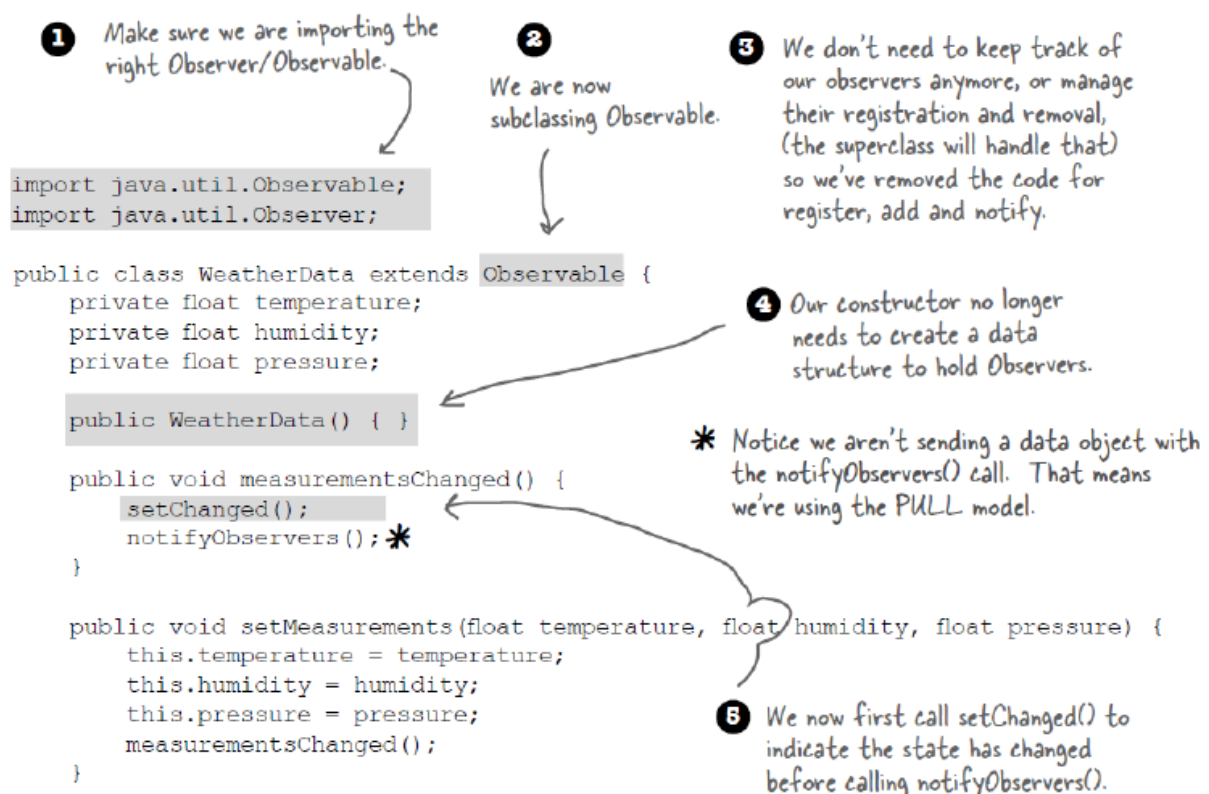 1 Make sure we are importing the
right Observer/Observable.
2
We are now
subclassing Observable.
3 We don't need to keep track of
our observers anymore, or manage
their registration and removal,
(the superclass will handle that)
so we've removed the code for
register, add and notify.
import java.util.Observable;
import java.util.Observer;
public class WeatherData extends Observable {
private float temperature;
private float humidity;
private float pressure;
4 Our constructor no longer
needs to create a data
structure to hold Observers.
public WeatherData() { }
* Notice we aren't sending a data object with
the notifyObservers() call. That means
we're using the PULL model.
public void measurementsChanged() {
setChanged();
notifyObservers(); *
}
public void setMeasurements(float temperature, float humidity, float pressure) {
this.temperature = temperature;
this.humidity = humidity;
this.pressure = pressure;
measurementsChanged();
}
5 We now first call setChanged() to
indicate the state has changed
before calling notifyObservers().